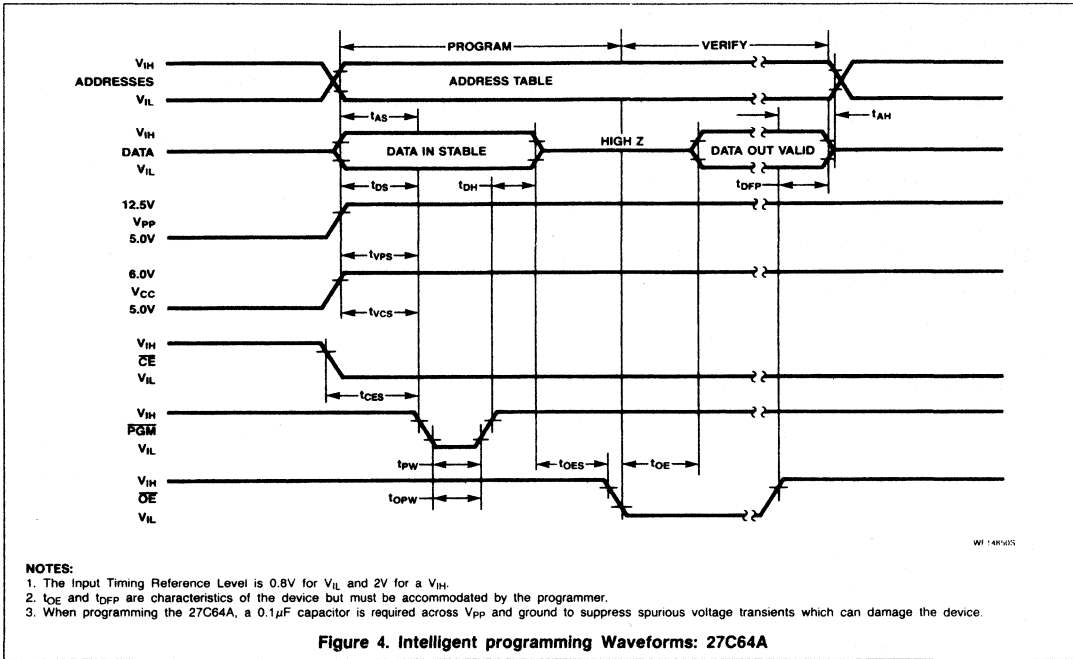 PROGRAM
VERIFY
VIH
ADDRESSES
VIL
ADDRESS TABLE
tAS
tAH
VIH
DATA
VIL
DATA IN STABLE
HIGH Z
DATA OUT VALID
tDS
tDH
tDFP
12.5V
VPP
5.0V
tVPS
6.0V
VCC
5.0V
tVCS
VIH
CE
VIL
tCES
VIH
PGM
VIL
tPW
tOES
tOE
VIH
OE
VIL
tOPW
WF14850S
NOTES:
1. The Input Timing Reference Level is 0.8V for VIL and 2V for a VIH.
2. tOE and tDFP are characteristics of the device but must be accommodated by the programmer.
3. When programming the 27C64A, a 0.1μF capacitor is required across VPP and ground to suppress spurious voltage transients which can damage the device.
Figure 4. Intelligent programming Waveforms: 27C64A